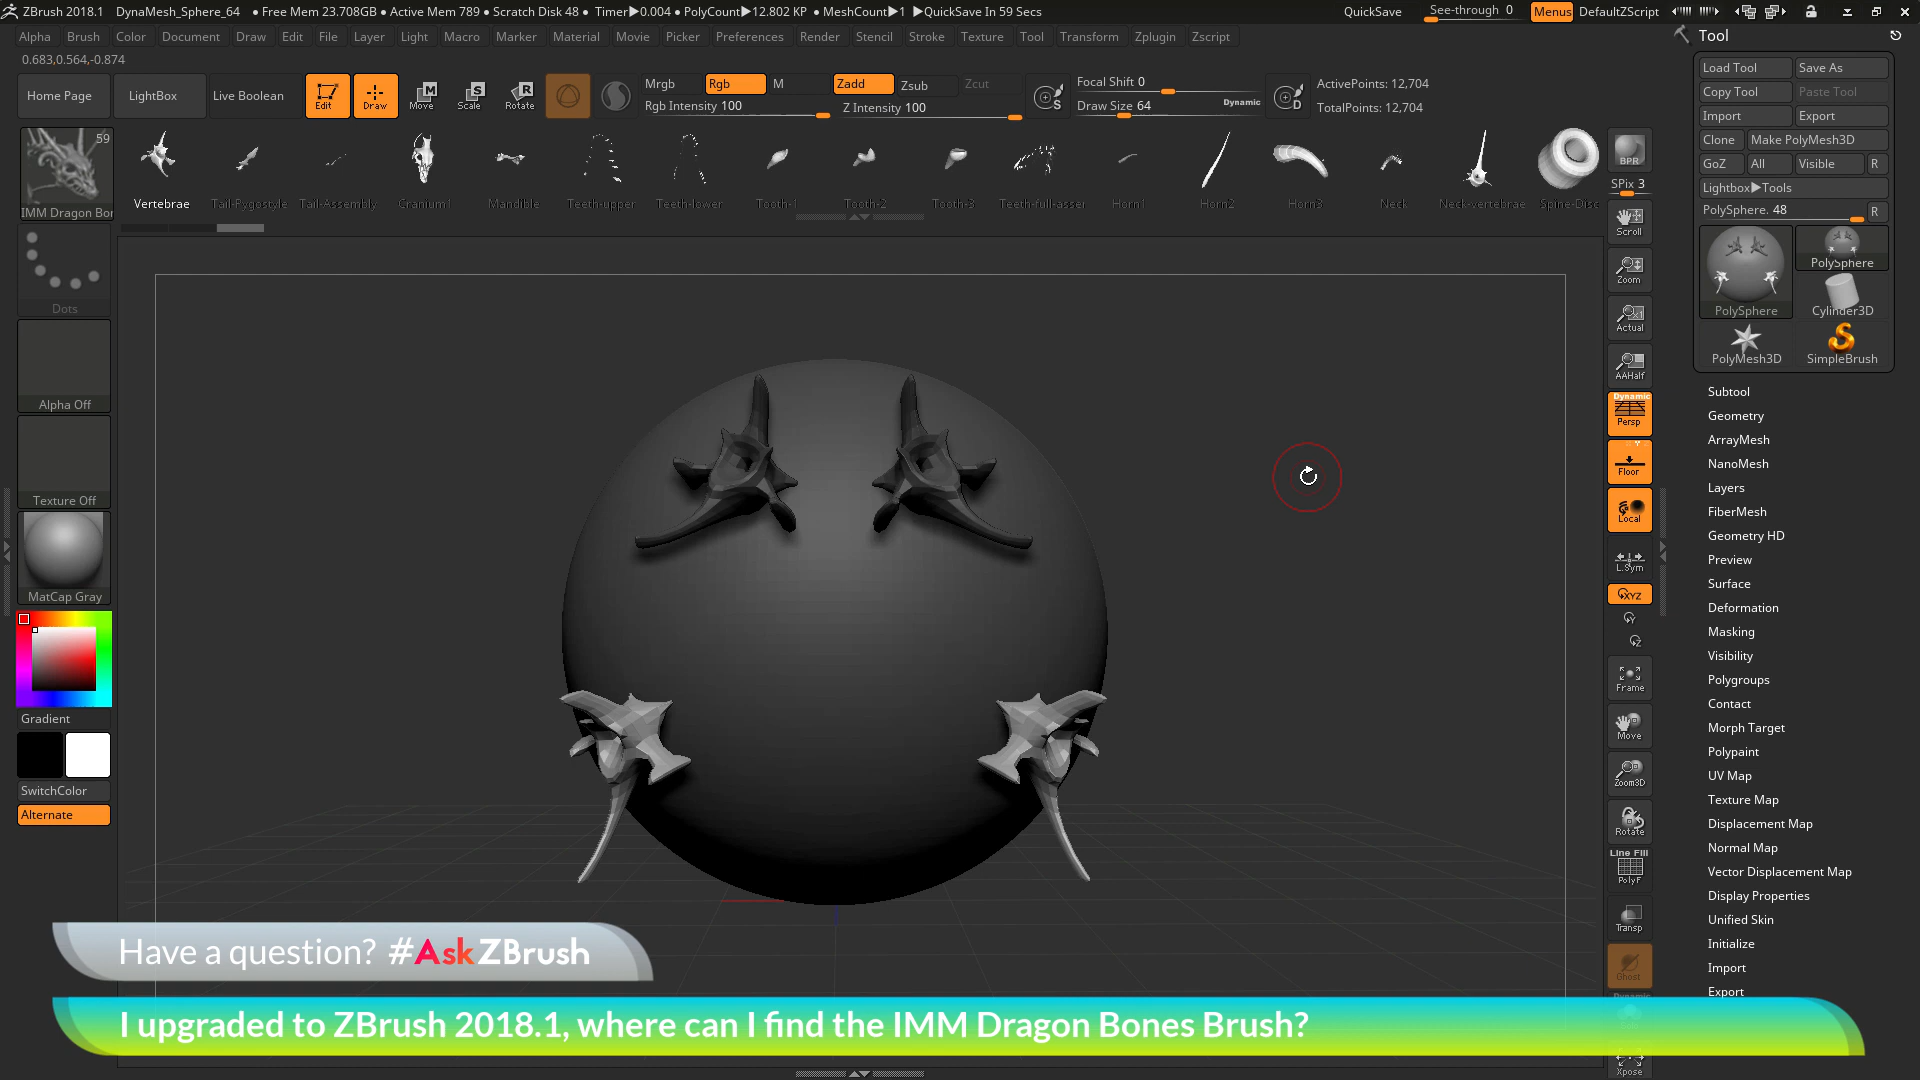 ZBrush 2018.1 DynaMesh_Sphere_64 • Free Mem 23.708GB • Active Mem 789 • Scratch Disk 48 • Timer▶0.004 • PolyCount▶12.802 KP • MeshCount▶1 ▶QuickSave In 59 Secs QuickSave See-through 0 Menus DefaultZScript
Alpha Brush Color Document Draw Edit File Layer Light Macro Marker Material Movie Picker Preferences Render Stencil Stroke Texture Tool Transform Zplugin Zscript
0.683,0.564,-0.874
Home Page LightBox Live Boolean Edit Draw Move Scale Rotate
Mrgb Rgb M Zadd Zsub Zcut
Rgb Intensity 100 Z Intensity 100
Focal Shift 0
Draw Size 64 Dynamic
ActivePoints: 12,704
TotalPoints: 12,704
59
IMM Dragon Bor
Vertebrae Tail-Pygostyle Tail-Assembly Cranium1 Mandible Teeth-upper Teeth-lower Tooth-1 Tooth-2 Tooth-3 Teeth-full-asser Horn1 Horn2 Horn3 Neck Neck-vertebrae Spine-Disc
Dots
Alpha Off
Texture Off
MatCap Gray
Gradient
SwitchColor
Alternate
BPR
SPix 3
Scroll
Zoom
Actual
AAHalf
Dynamic
Persp
Floor
Local
L.Sym
XYZ
Y
Z
Frame
Move
Zoom3D
Rotate
Line Fill
PolyF
Transp
Ghost
Dynamic
Xpose
Tool
Load Tool Save As
Copy Tool Paste Tool
Import Export
Clone Make PolyMesh3D
GoZ All Visible R
Lightbox▶Tools
PolySphere. 48 R
PolySphere PolySphere
Cylinder3D
PolyMesh3D SimpleBrush
Subtool
Geometry
ArrayMesh
NanoMesh
Layers
FiberMesh
Geometry HD
Preview
Surface
Deformation
Masking
Visibility
Polygroups
Contact
Morph Target
Polypaint
UV Map
Texture Map
Displacement Map
Normal Map
Vector Displacement Map
Display Properties
Unified Skin
Initialize
Import
Export
Have a question? #AskZBrush
I upgraded to ZBrush 2018.1, where can I find the IMM Dragon Bones Brush?